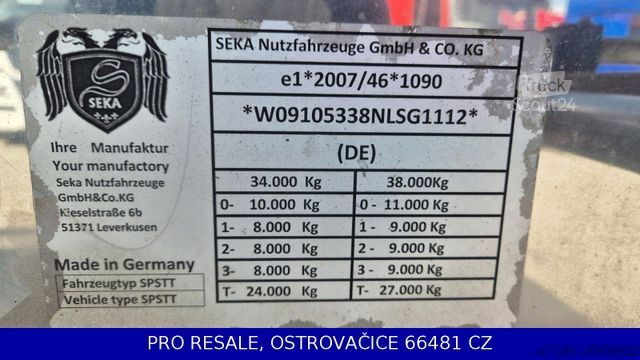 SEKA
Ihre Manufaktur
Your manufactory
Seka Nutzfahrzeuge
GmbH&Co.KG
Kieselstraße 6b
51371 Leverkusen
Made in Germany
Fahrzeugtyp SPSTT
Vehicle type SPSTT
SEKA Nutzfahrzeuge GmbH & CO. KG
e1*2007/46*1090
*W09105338NLSG1112*
(DE)
34.000 Kg 38.000Kg
0- 10.000 Kg 0 - 11.000 Kg
1- 8.000 Kg 1 - 9.000 Kg
2- 8.000 Kg 2 - 9.000 Kg
3- 8.000 Kg 3 - 9.000 Kg
T- 24.000 Kg T- 27.000 Kg
Truck
Scout24
PRO RESALE, OSTROVAČICE 66481 CZ